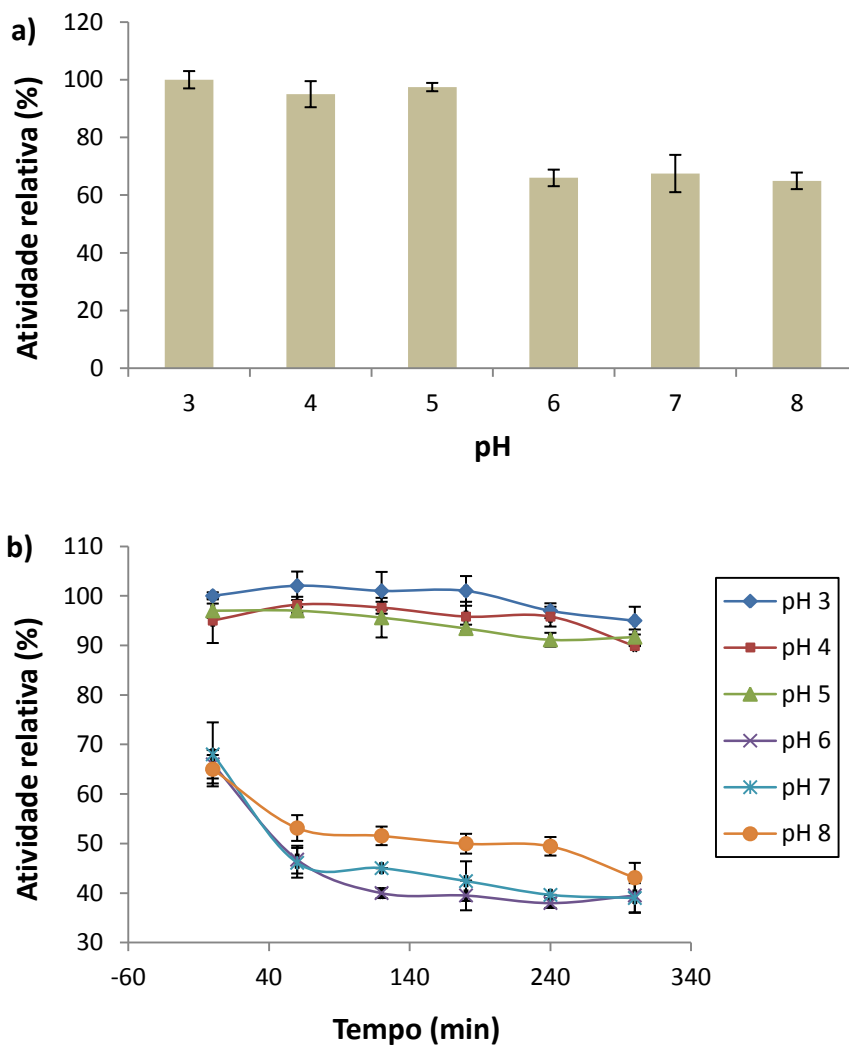 a)
Atividade relativa (%)
120
100
80
60
40
20
0
3 4 5 6 7 8
pH
b)
Atividade relativa (%)
110
100
90
80
70
60
50
40
30
-60 40 140 240 340
Tempo (min)
pH 3
pH 4
pH 5
pH 6
pH 7
pH 8